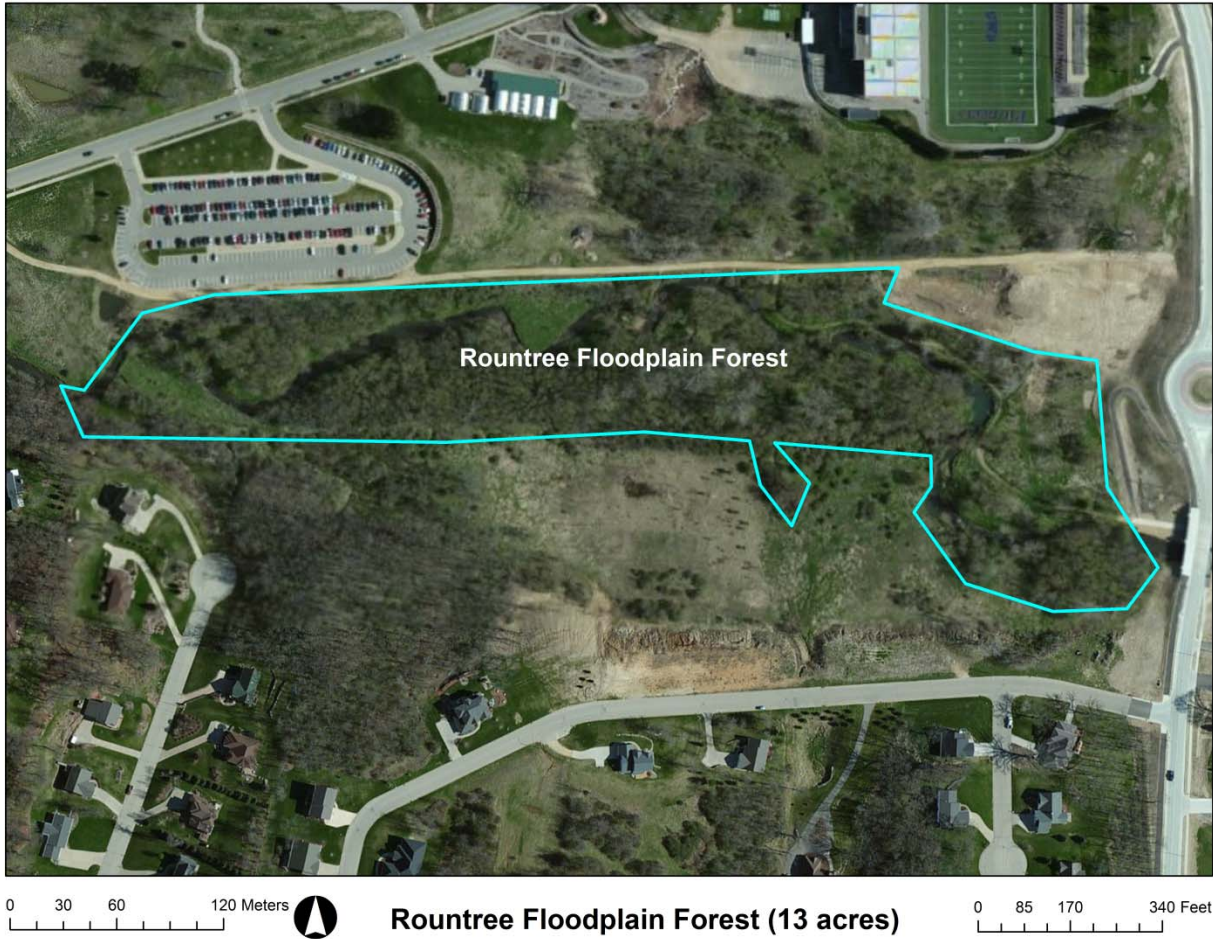 Rountree Floodplain Forest
0 30 60 120 Meters
Rountree Floodplain Forest (13 acres)
0 85 170 340 Feet